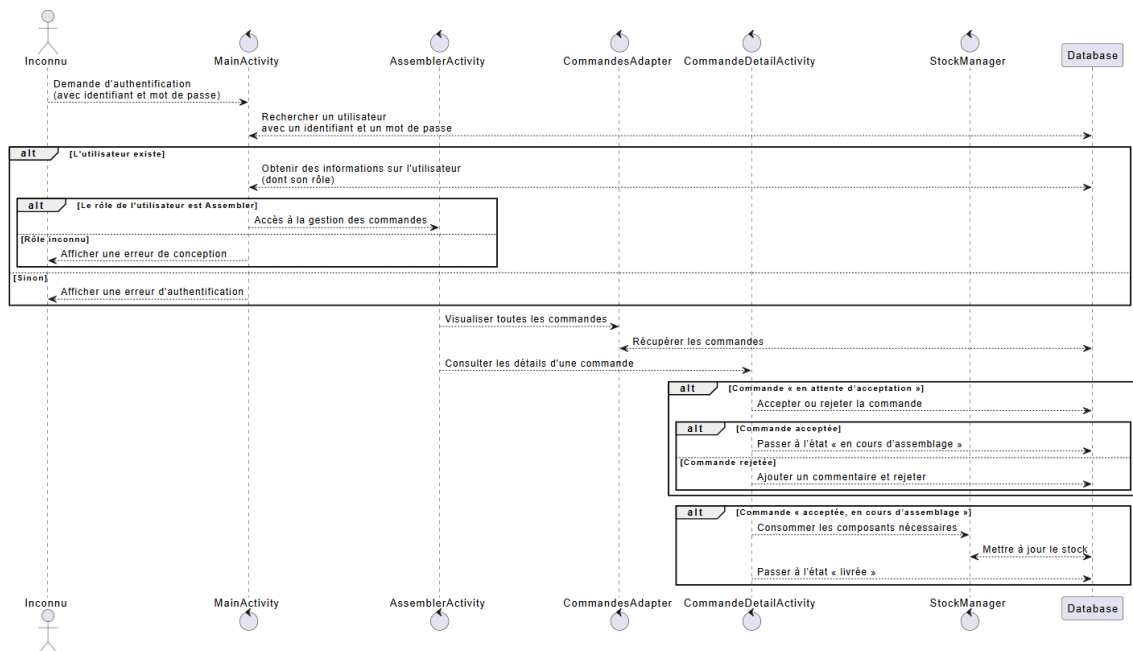 Inconnu
MainActivity
AssemblerActivity
CommandesAdapter
CommandeDetailActivity
StockManager
Database
Demande d'authentification
(avec identifiant et mot de passe)
Rechercher un utilisateur
avec un identifiant et un mot de passe
alt
[L'utilisateur existe]
Obtenir des informations sur l'utilisateur
(dont son rôle)
alt
[Le rôle de l'utilisateur est Assembler]
Accès à la gestion des commandes
[Rôle inconnu]
Afficher une erreur de conception
[Sinon]
Afficher une erreur d'authentification
Visualiser toutes les commandes
Récupérer les commandes
Consulter les détails d'une commande
alt
[Commande « en attente d'acceptation »]
Accepter ou rejeter la commande
alt
[Commande acceptée]
Passer à l'état « en cours d'assemblage »
[Commande rejetée]
Ajouter un commentaire et rejeter
alt
[Commande « acceptée, en cours d'assemblage »]
Consommer les composants nécessaires
Mettre à jour le stock
Passer à l'état « livrée »
Inconnu
MainActivity
AssemblerActivity
CommandesAdapter
CommandeDetailActivity
StockManager
Database